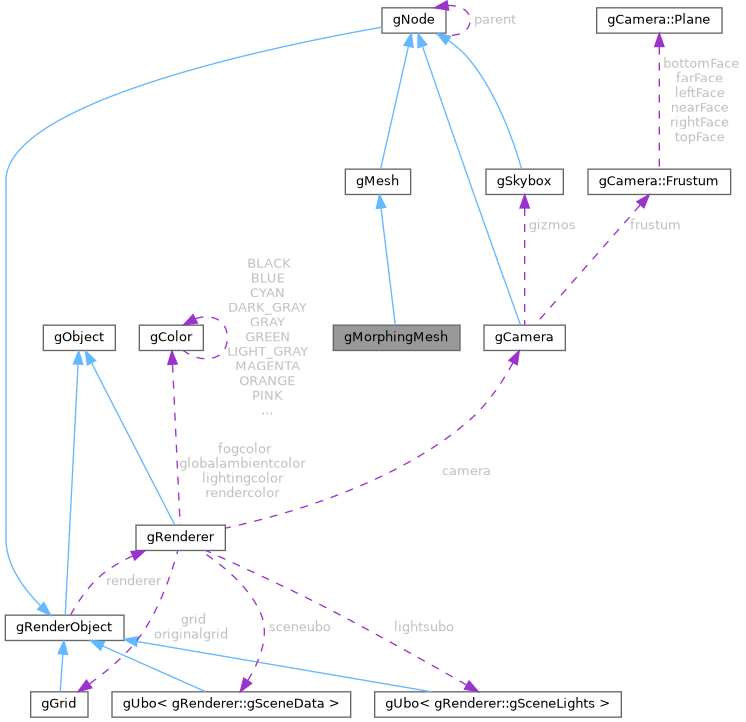 gNode
parent
gCamera::Plane
bottomFace
farFace
leftFace
nearFace
rightFace
topFace
gMesh
gSkybox
gCamera::Frustum
gizmos
frustum
BLACK
BLUE
CYAN
DARK_GRAY
GRAY
GREEN
LIGHT_GRAY
MAGENTA
ORANGE
PINK
...
gObject
gColor
gMorphingMesh
gCamera
fogcolor
globalambientcolor
lightingcolor
rendercolor
camera
gRenderer
renderer
grid
originalgrid
sceneubo
lightsubo
gRenderObject
gGrid
gUbo< gRenderer::gSceneData >
gUbo< gRenderer::gSceneLights >